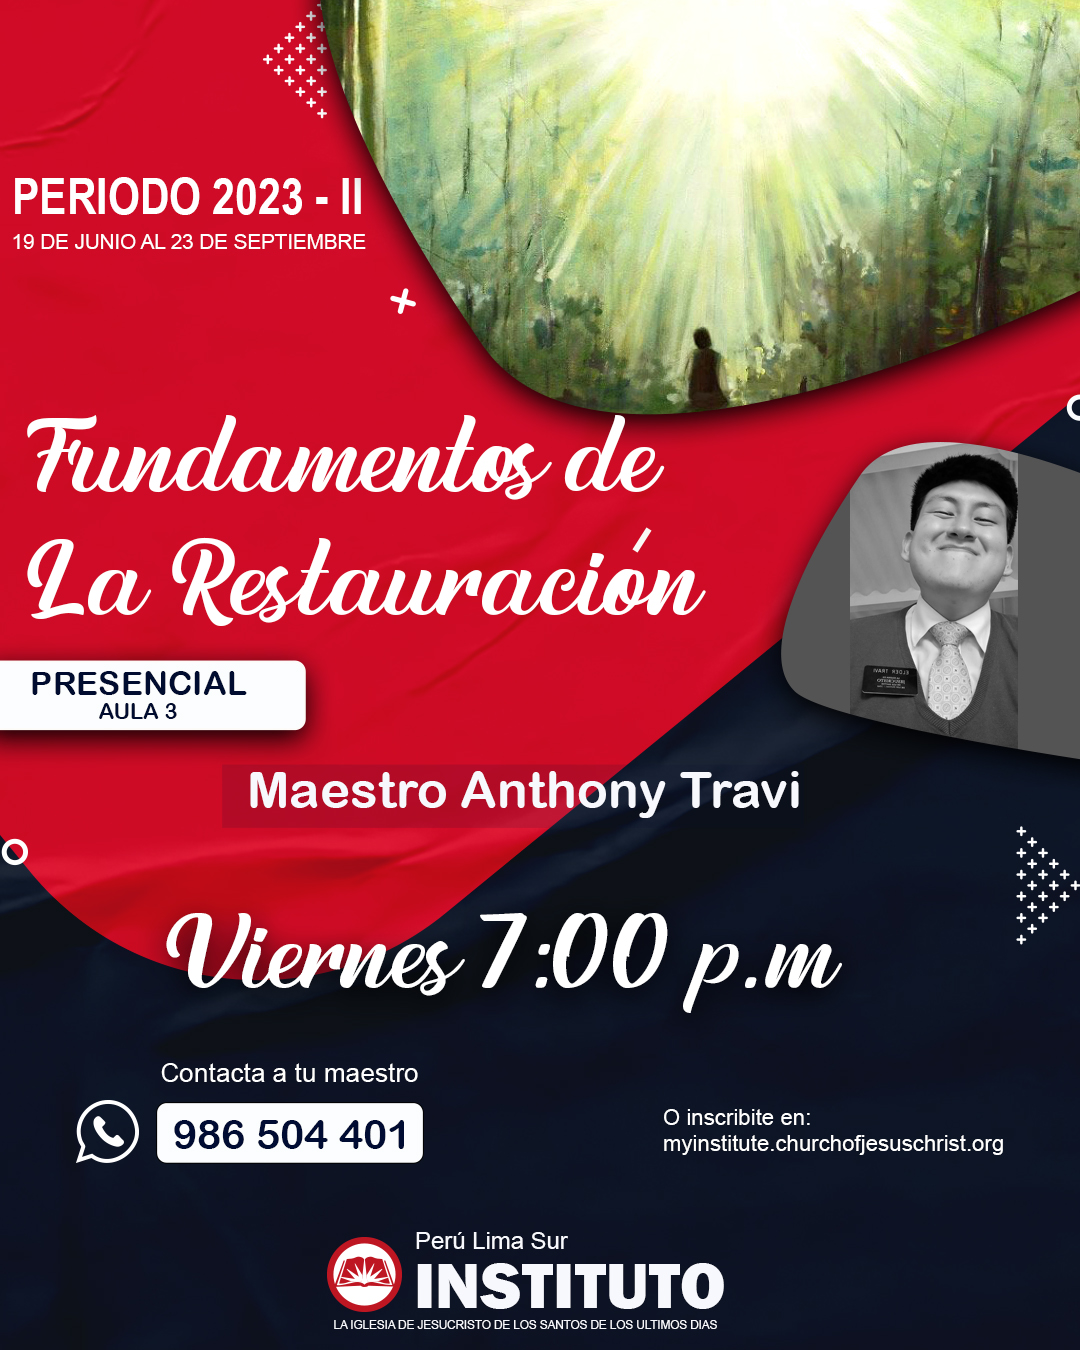 PERIODO 2023 - II
19 DE JUNIO AL 23 DE SEPTIEMBRE
Fundamentos de
La Restauración
PRESENCIAL
AULA 3
ELDER TRAVI
Maestro Anthony Travi
Viernes 7:00 p.m
Contacta a tu maestro
986 504 401
O inscribite en:
myinstitute.churchofjesuschrist.org
Perú Lima Sur
INSTITUTO
LA IGLESIA DE JESUCRISTO DE LOS SANTOS DE LOS ULTIMOS DIAS